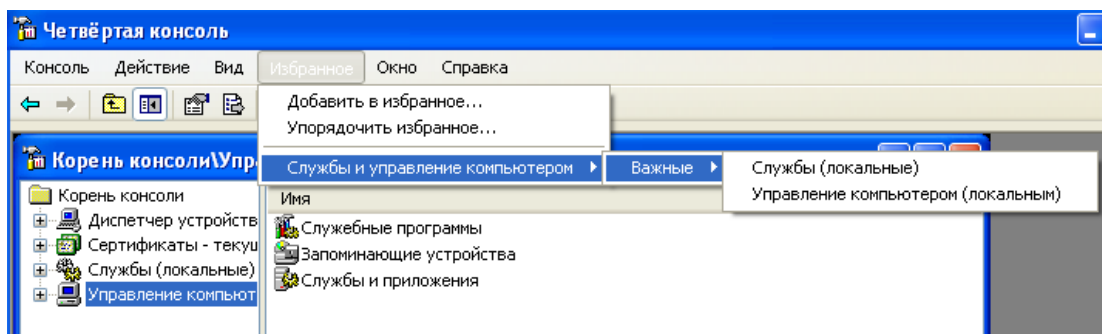 Четвёртая консоль
Консоль Действие Вид Избранное Окно Справка
Добавить в избранное...
Упорядочить избранное...
Корень консоли\Упр
Службы и управление компьютером Важные Службы (локальные)
Управление компьютером (локальным)
Корень консоли
Диспетчер устройств
Сертификаты - текущ
Службы (локальные)
Управление компьют
Имя
Служебные программы
Запоминающие устройства
Службы и приложения